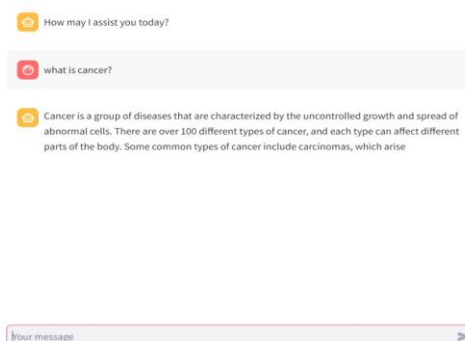 How may I assist you today?
what is cancer?
Cancer is a group of diseases that are characterized by the uncontrolled growth and spread of
abnormal cells. There are over 100 different types of cancer, and each type can affect different
parts of the body. Some common types of cancer include carcinomas, which arise
Your message